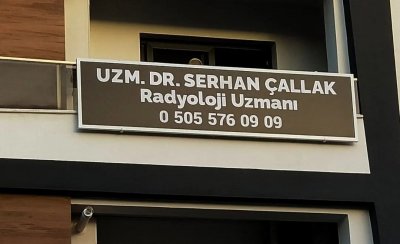 UZM. DR. SERHAN ÇALLAK
Radyoloji Uzmanı
0 505 576 09 09